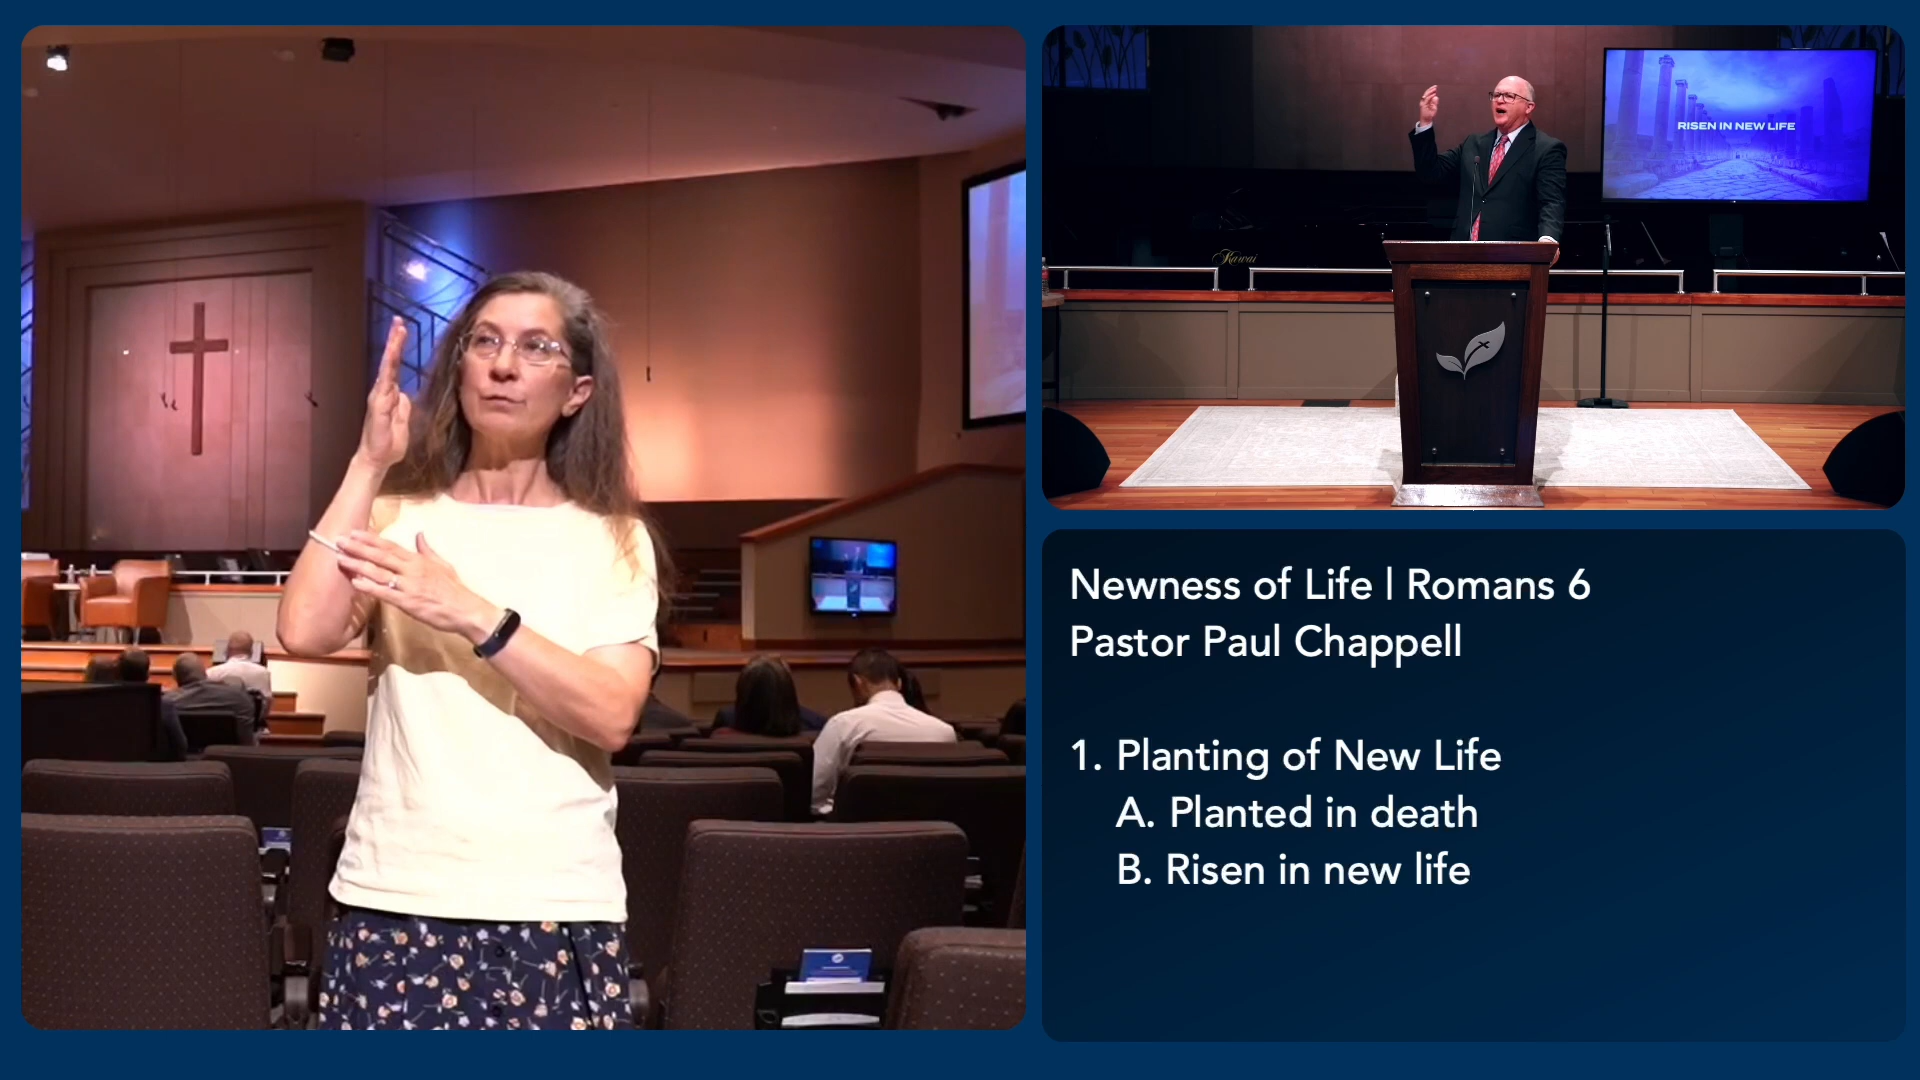 RISEN IN NEW LIFE
Kawai
Newness of Life | Romans 6
Pastor Paul Chappell
1. Planting of New Life
A. Planted in death
B. Risen in new life